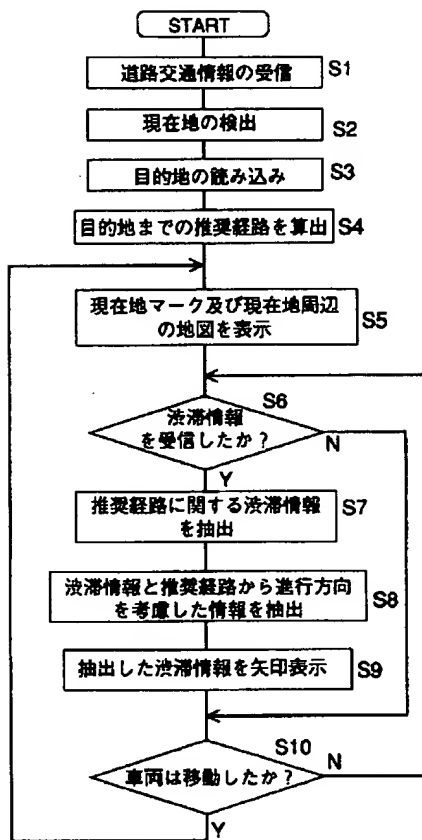 START
道路交通情報の受信 S1
現在地の検出 S2
目的地の読み込み S3
目的地までの推奨経路を算出 S4
現在地マーク及び現在地周辺
の地図を表示 S5
S6
渋滞情報
を受信したか?
N
Y
推奨経路に関する渋滞情報
を抽出 S7
渋滞情報と推奨経路から進行方向
を考慮した情報を抽出 S8
抽出した渋滞情報を矢印表示 S9
S10
車両は移動したか?
N
Y